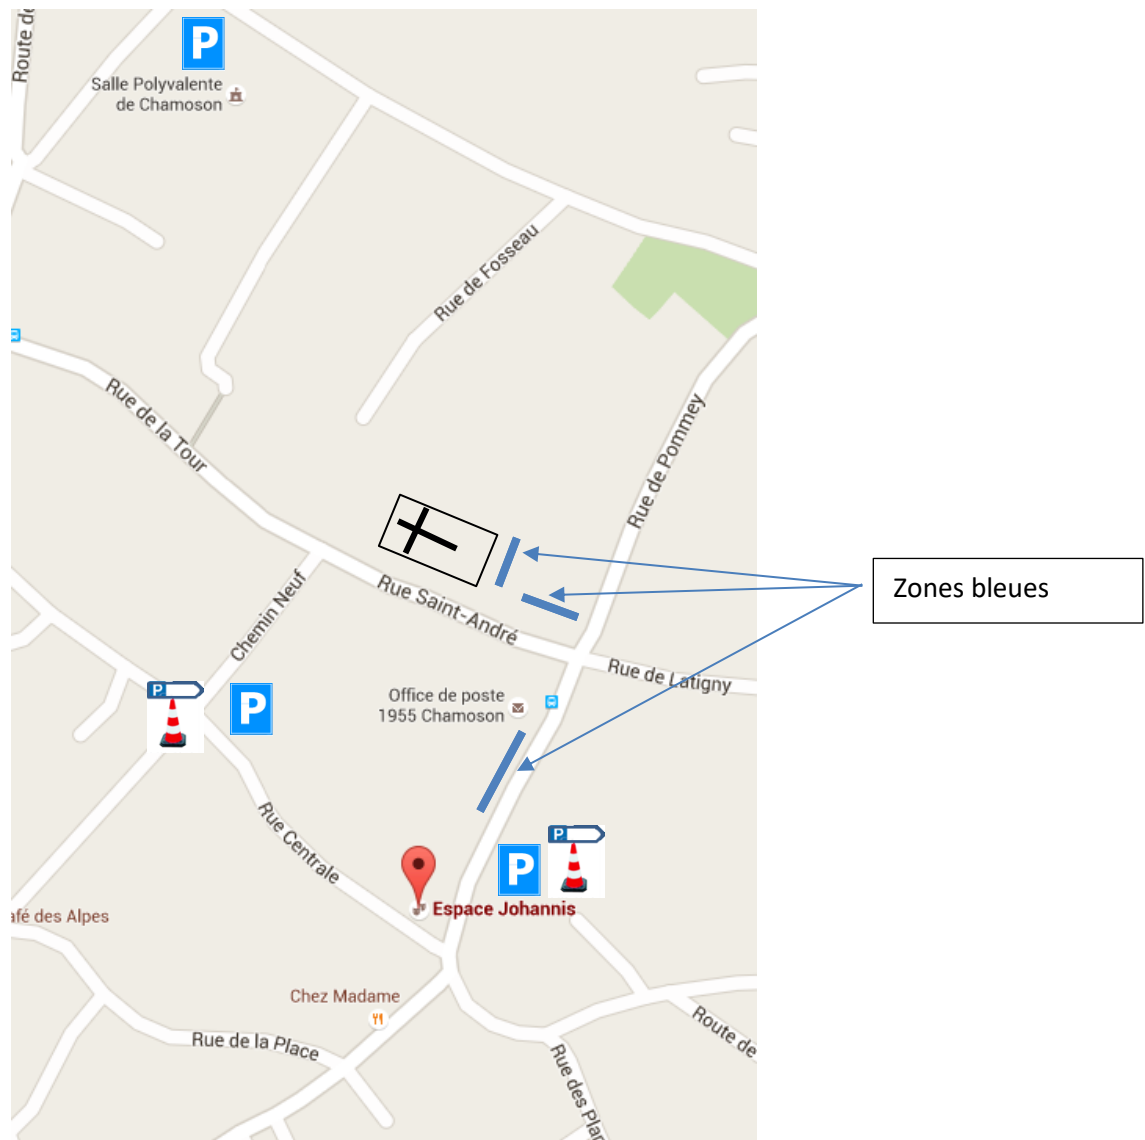 Route de
P
Salle Polyvalente
de Chamoson
Rue de Fosseau
Rue de la Tour
Rue de Pommey
Zones bleues
Rue Saint-André
Chemin Neuf
Rue de Latigny
P
P
Office de poste
1955 Chamoson
Rue Centrale
P
P
Espace Johannis
afé des Alpes
Chez Madame
Rue de la Place
Route de
Rue des Plan